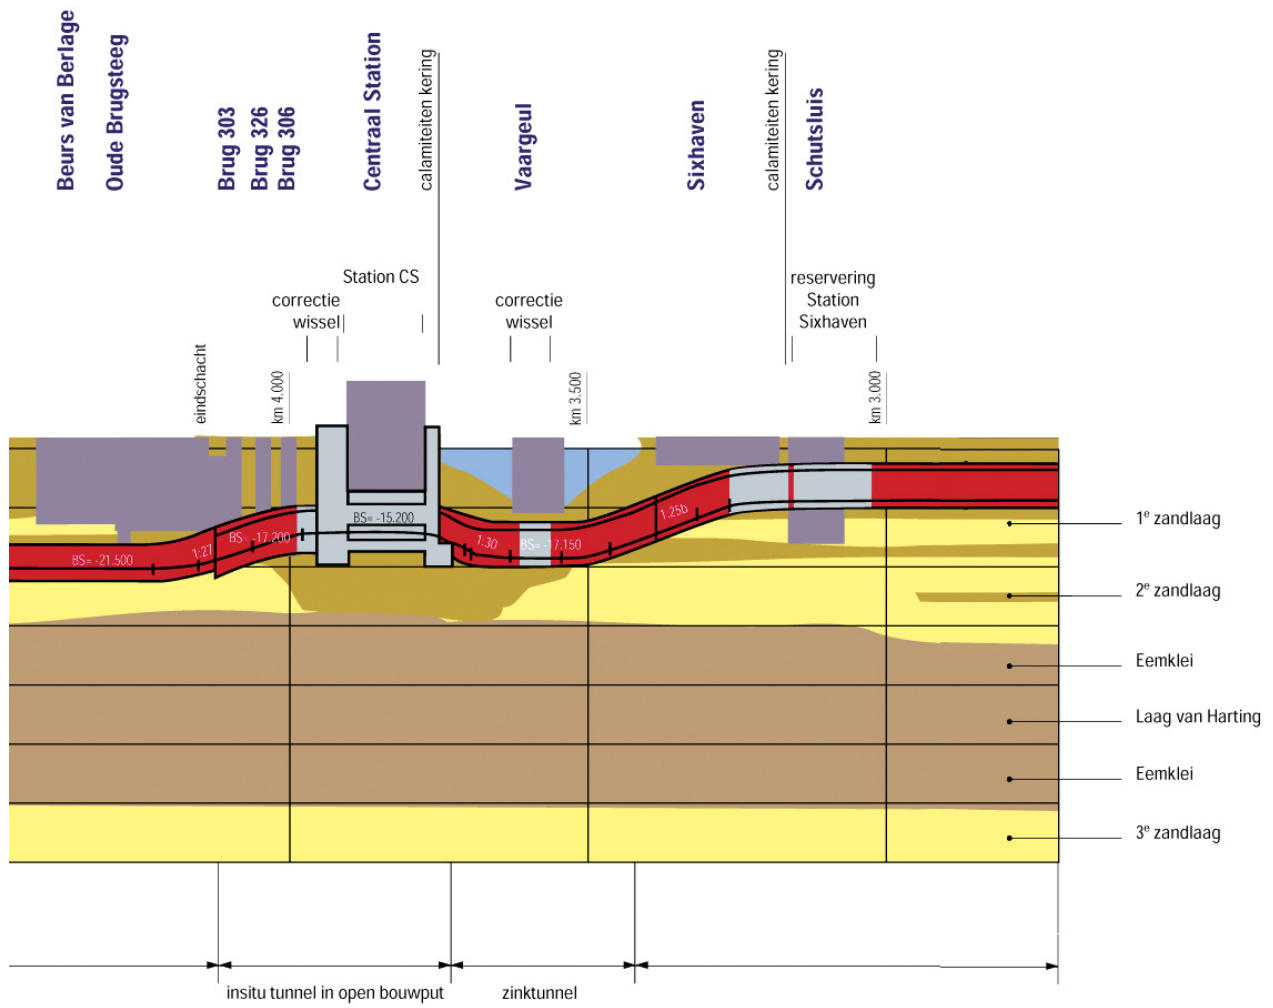 Beurs van Berlage
Oude Brugsteeg
Brug 303
Brug 326
Brug 306
Centraal Station
calamiteiten kering
Vaargeul
Sixhaven
calamiteiten kering
Schutsluis
Station CS
correctie
wissel
correctie
wissel
reservering
Station
Sixhaven
eindschacht
km 4.000
km 3.500
km 3.000
BS= -21.500
1:27
BS= -17.200
BS= -15.200
1:30
BS= -17.150
1:25b
1e zandlaag
2e zandlaag
Eemklei
Laag van Harting
Eemklei
3e zandlaag
insitu tunnel in open bouwput
zinktunnel